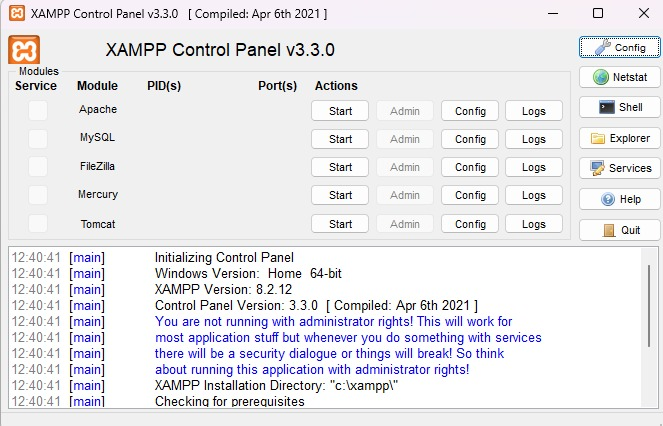 XAMPP Control Panel v3.3.0 [ Compiled: Apr 6th 2021 ]
XAMPP Control Panel v3.3.0
Config
Modules
Service Module PID(s) Port(s) Actions
Netstat
Apache Start Admin Config Logs
Shell
MySQL Start Admin Config Logs
Explorer
FileZilla Start Admin Config Logs
Services
Mercury Start Admin Config Logs
Help
Tomcat Start Admin Config Logs
Quit
12:40:41 [main] Initializing Control Panel
12:40:41 [main] Windows Version: Home 64-bit
12:40:41 [main] XAMPP Version: 8.2.12
12:40:41 [main] Control Panel Version: 3.3.0 [ Compiled: Apr 6th 2021 ]
12:40:41 [main] You are not running with administrator rights! This will work for
12:40:41 [main] most application stuff but whenever you do something with services
12:40:41 [main] there will be a security dialogue or things will break! So think
12:40:41 [main] about running this application with administrator rights!
12:40:41 [main] XAMPP Installation Directory: "c:\xampp\"
12:40:41 [main] Checking for prerequisites